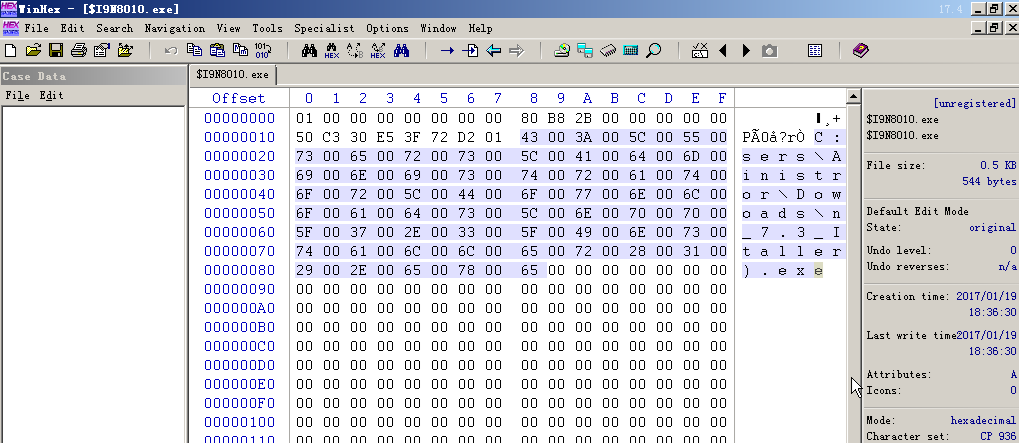 WinHex - [$I9N8010.exe]
17.4
File Edit Search Navigation View Tools Specialist Options Window Help
Case Data
File Edit
$I9N8010.exe
Offset 0 1 2 3 4 5 6 7 8 9 A B C D E F
00000000 01 00 00 00 00 00 00 00 80 B8 2B 00 00 00 00 00 ¸+
00000010 50 C3 30 E5 3F 72 D2 01 43 00 3A 00 5C 00 55 00 PÃ0å?rÒ C :
00000020 73 00 65 00 72 00 73 00 5C 00 41 00 64 00 6D 00 s e r s \ A
00000030 69 00 6E 00 69 00 73 00 74 00 72 00 61 00 74 00 i n i s t r
00000040 6F 00 72 00 5C 00 44 00 6F 00 77 00 6E 00 6C 00 o r \ D o w
00000050 6F 00 61 00 64 00 73 00 5C 00 6E 00 70 00 70 00 o a d s \ n
00000060 5F 00 37 00 2E 00 33 00 5F 00 49 00 6E 00 73 00 _ 7 . 3 _ I
00000070 74 00 61 00 6C 00 6C 00 65 00 72 00 28 00 31 00 t a l l e r
00000080 29 00 2E 00 65 00 78 00 65 00 00 00 00 00 00 00 ) . e x e
00000090 00 00 00 00 00 00 00 00 00 00 00 00 00 00 00 00
000000A0 00 00 00 00 00 00 00 00 00 00 00 00 00 00 00 00
000000B0 00 00 00 00 00 00 00 00 00 00 00 00 00 00 00 00
000000C0 00 00 00 00 00 00 00 00 00 00 00 00 00 00 00 00
000000D0 00 00 00 00 00 00 00 00 00 00 00 00 00 00 00 00
000000E0 00 00 00 00 00 00 00 00 00 00 00 00 00 00 00 00
000000F0 00 00 00 00 00 00 00 00 00 00 00 00 00 00 00 00
00000100 00 00 00 00 00 00 00 00 00 00 00 00 00 00 00 00
00000110 00 00 00 00 00 00 00 00 00 00 00 00 00 00 00 00
[unregistered]
$I9N8010.exe
$I9N8010.exe
File size: 0.5 KB
544 bytes
Default Edit Mode
State: original
Undo level: 0
Undo reverses: n/a
Creation time: 2017/01/19
18:36:30
Last write time 2017/01/19
18:36:30
Attributes: A
Icons: 0
Mode: hexadecimal
Character set: CP 936